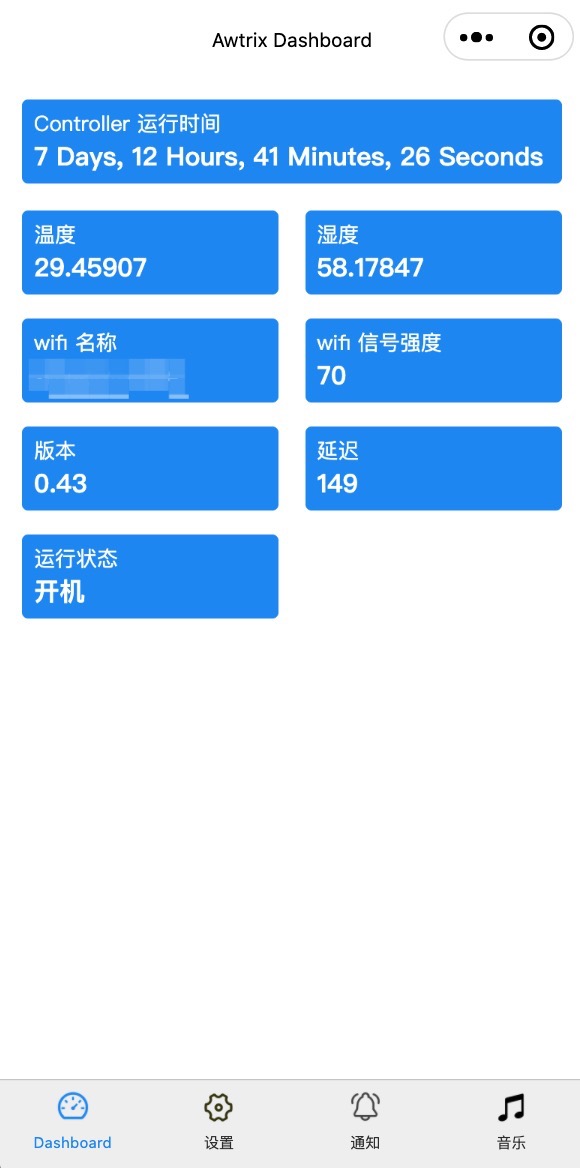 Awtrix Dashboard
Controller 运行时间
7 Days, 12 Hours, 41 Minutes, 26 Seconds
温度
29.45907
湿度
58.17847
wifi 名称
wifi 信号强度
70
版本
0.43
延迟
149
运行状态
开机
Dashboard
设置
通知
音乐